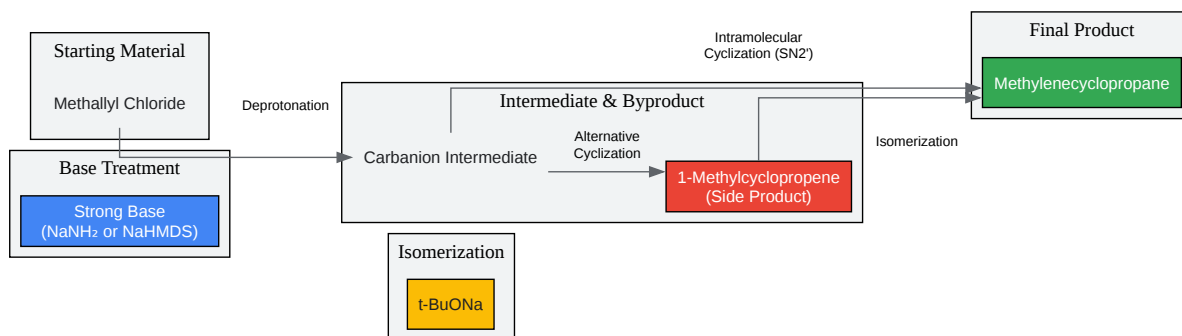 Starting Material
Methallyl Chloride
Base Treatment
Strong Base
(NaNH₂ or NaHMDS)
Deprotonation
Intermediate & Byproduct
Carbanion Intermediate
Alternative
Cyclization
1-Methylcyclopropene
(Side Product)
Isomerization
t-BuONa
Intramolecular
Cyclization (SN2')
Isomerization
Final Product
Methylenecyclopropane